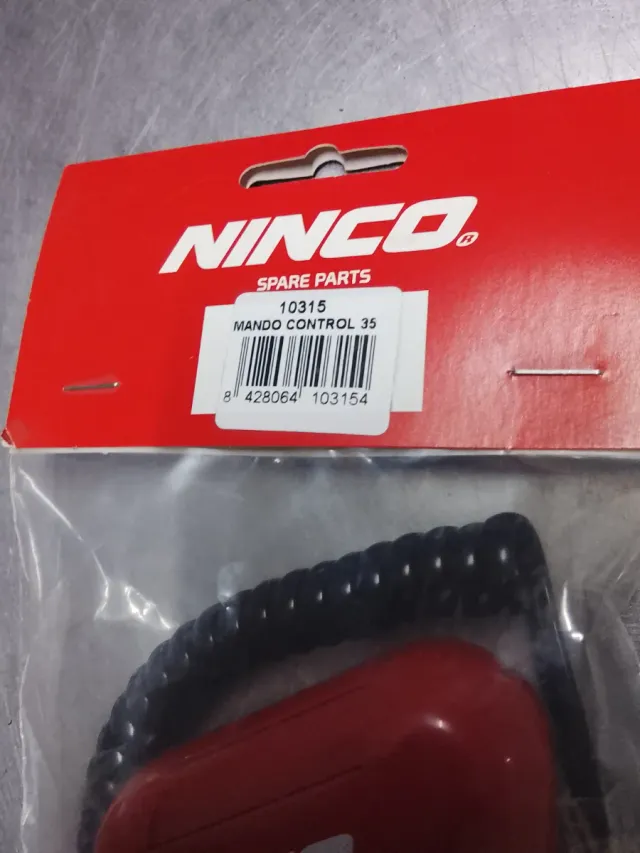 NINCO®
SPARE PARTS
10315
MANDO CONTROL 35
8 428064 103154